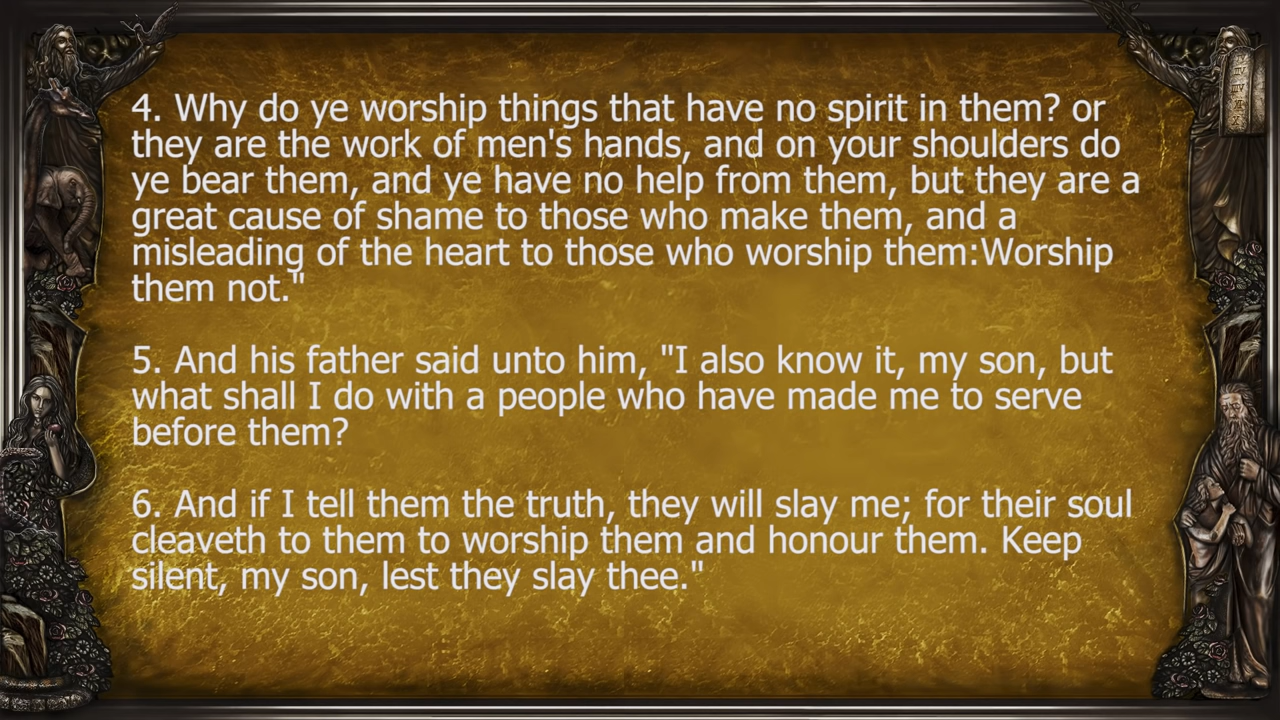 4. Why do ye worship things that have no spirit in them? or
they are the work of men's hands, and on your shoulders do
ye bear them, and ye have no help from them, but they are a
great cause of shame to those who make them, and a
misleading of the heart to those who worship them:Worship
them not."
5. And his father said unto him, "I also know it, my son, but
what shall I do with a people who have made me to serve
before them?
6. And if I tell them the truth, they will slay me; for their soul
cleaveth to them to worship them and honour them. Keep
silent, my son, lest they slay thee."